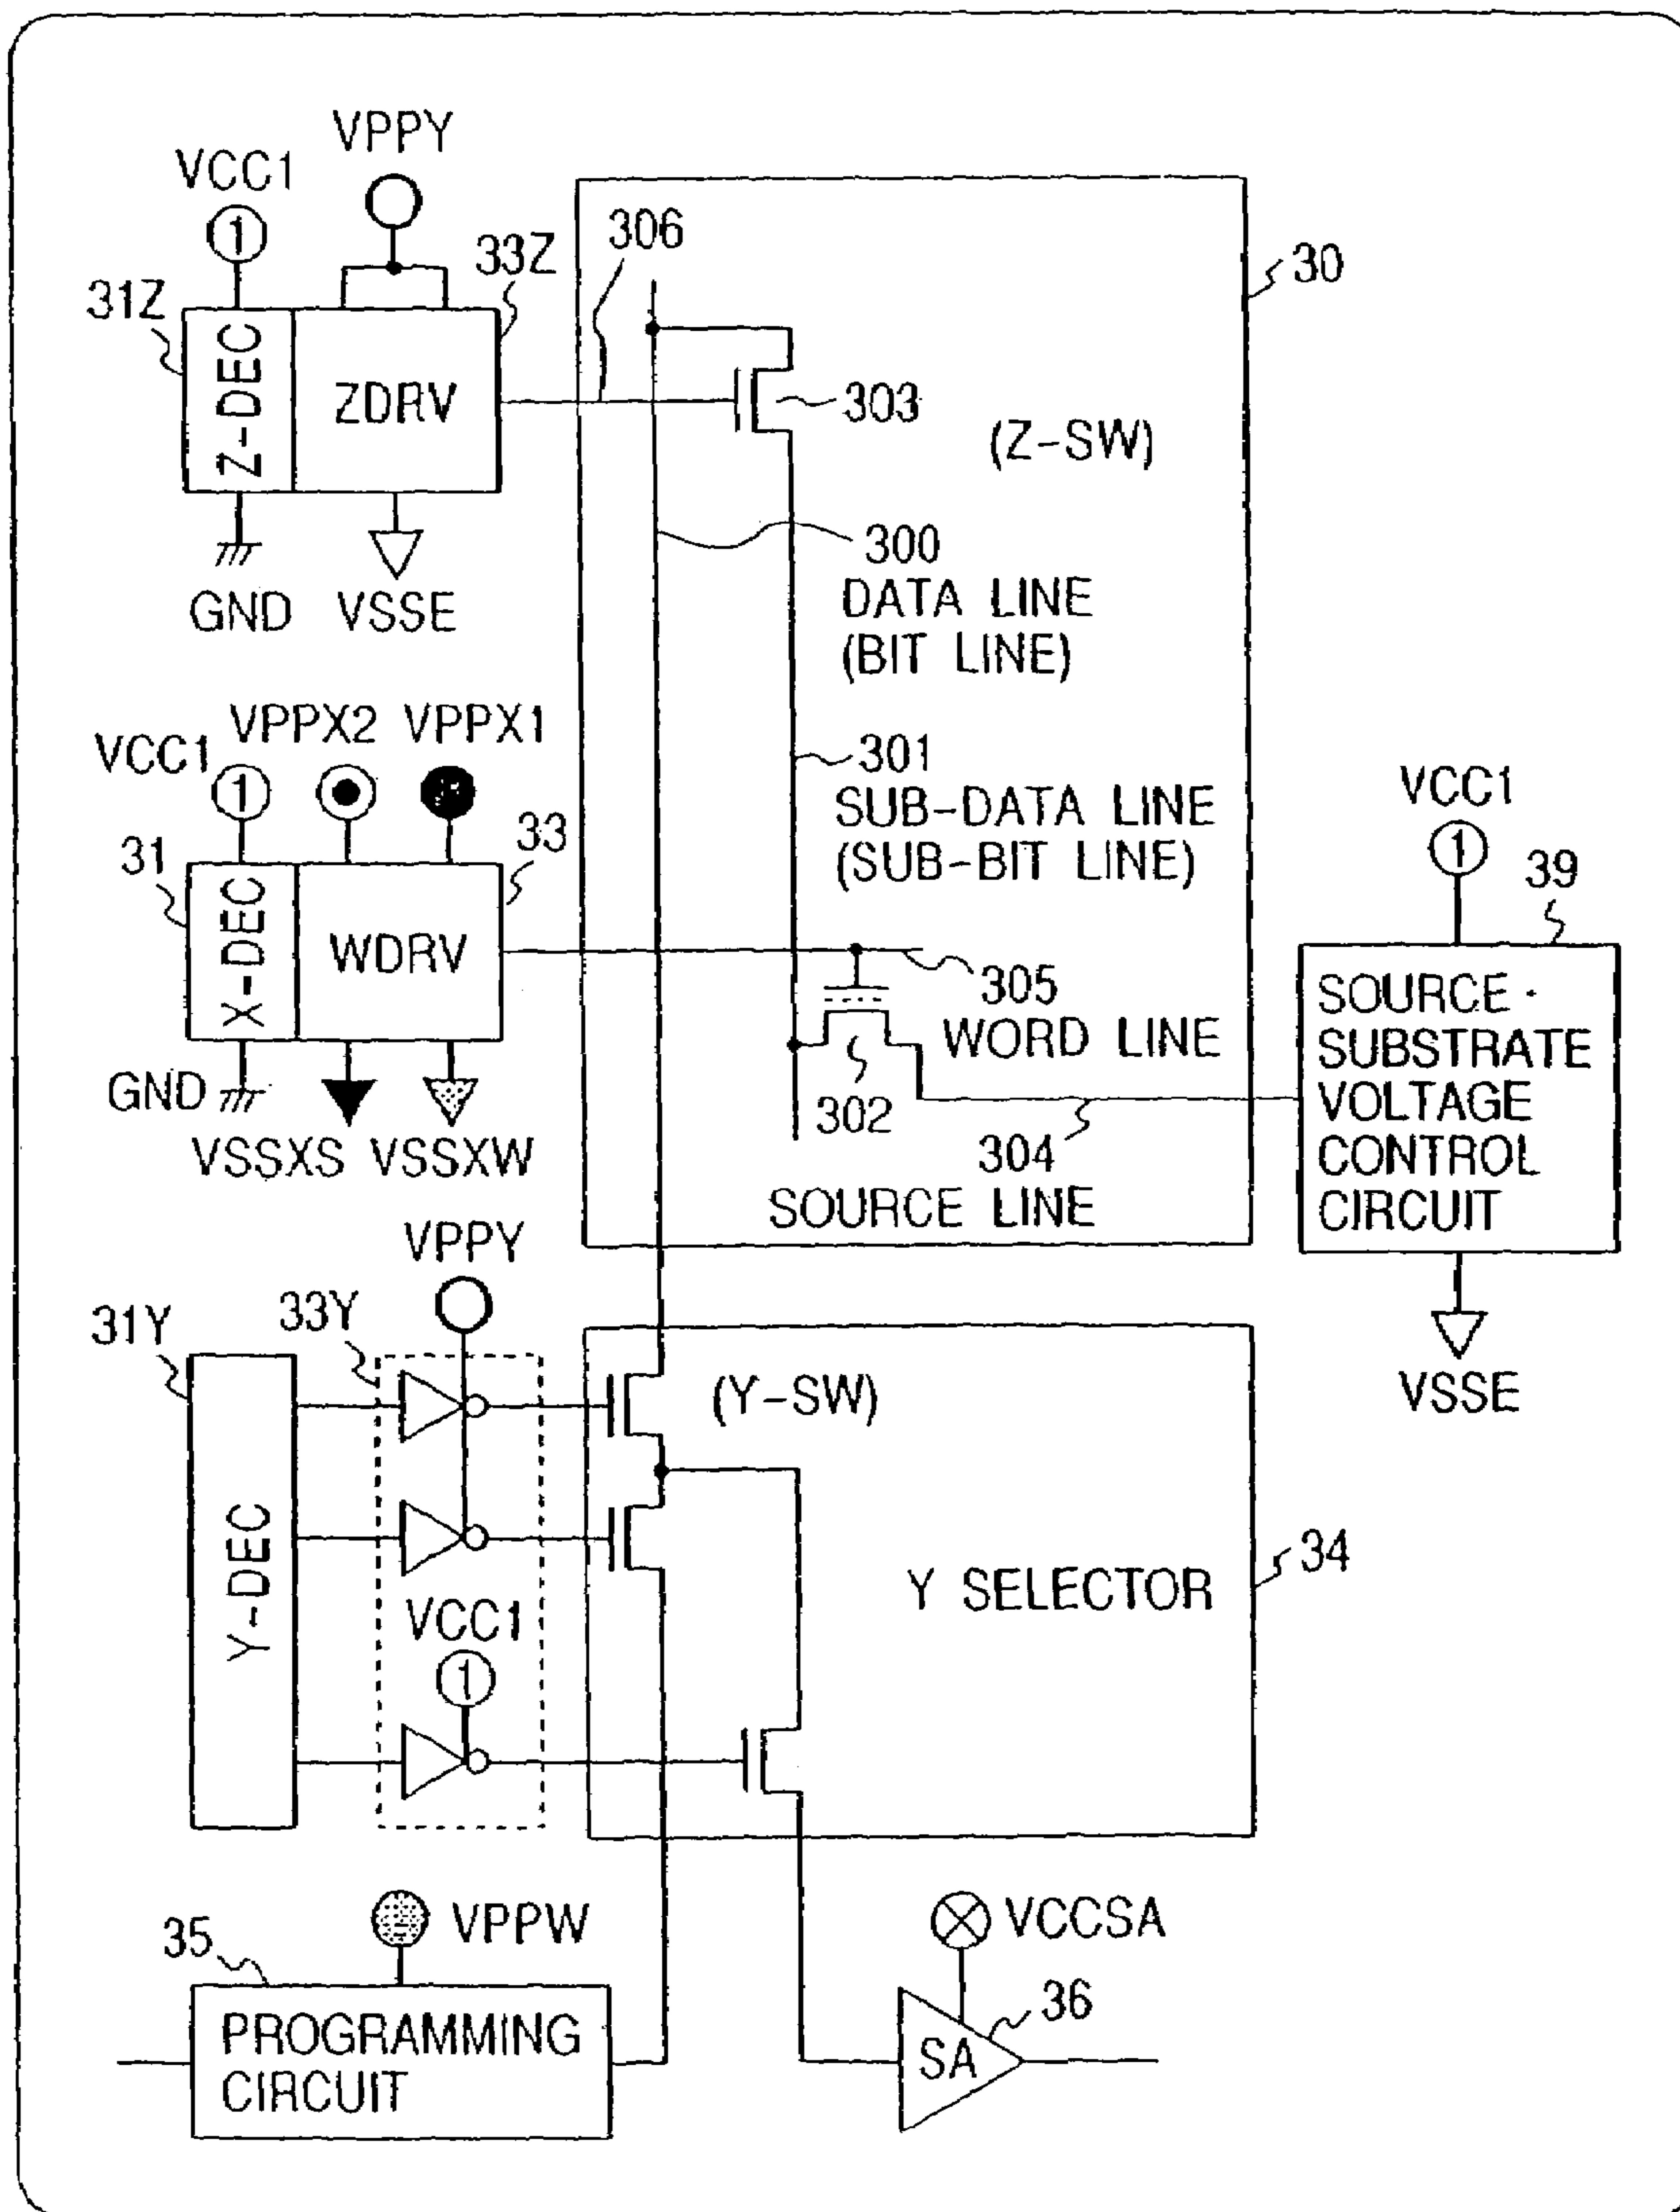 VPPY
VCC1
1
306
33Z
30
31Z
Z-DEC
ZDRV
303
(Z-SW)
GND
VSSE
300
DATA LINE
(BIT LINE)
VPPX2
VPPX1
VCC1
1
301
SUB-DATA LINE
(SUB-BIT LINE)
31
33
X-DEC
WDRV
VCC1
1
39
305
WORD LINE
302
304
SOURCE LINE
SOURCE ·
SUBSTRATE
VOLTAGE
CONTROL
CIRCUIT
VSSE
GND
VSSXS
VSSXW
VPPY
31Y
33Y
(Y-SW)
Y-DEC
VCC1
1
Y SELECTOR
34
35
VPPW
PROGRAMMING
CIRCUIT
VCCSA
36
SA